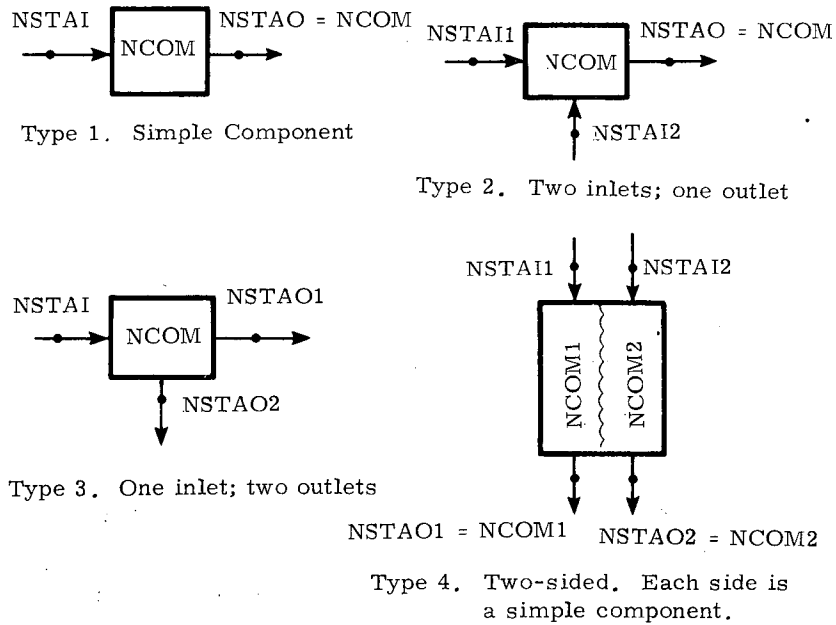 NSTAI
NSTAO = NCOM
NCOM
Type 1. Simple Component
NSTAI1
NSTAO = NCOM
NCOM
NSTAI2
Type 2. Two inlets; one outlet
NSTAI
NSTAO1
NCOM
NSTAO2
Type 3. One inlet; two outlets
NSTAI1
NSTAI2
NCOM1
NCOM2
NSTAO1 = NCOM1
NSTAO2 = NCOM2
Type 4. Two-sided. Each side is
a simple component.